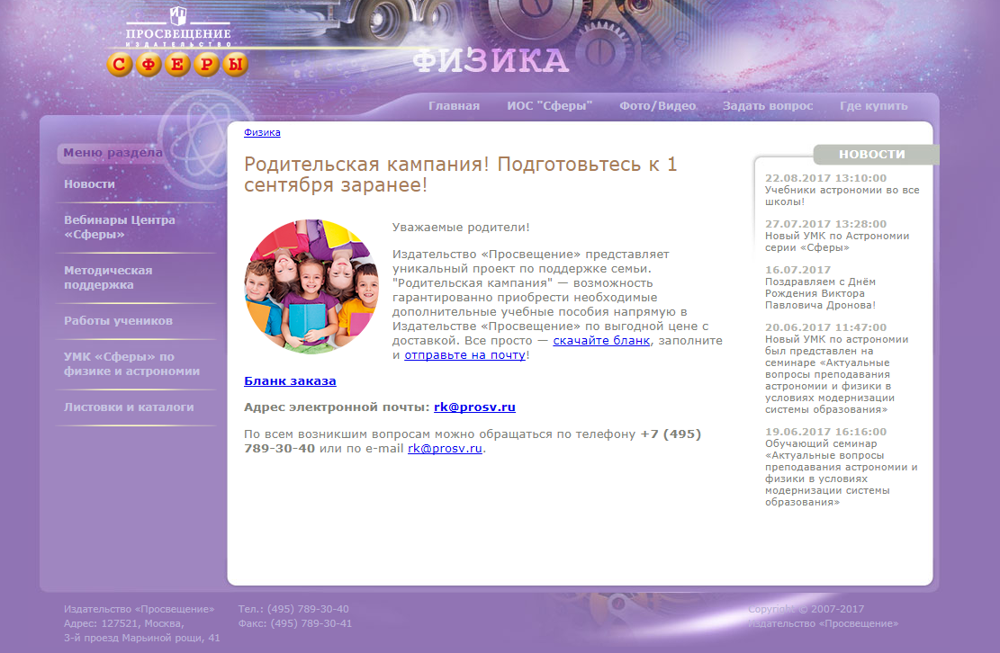 ПРОСВЕЩЕНИЕ
ИЗДАТЕЛЬСТВО
СФЕРЫ
ФИЗИКА
Главная ИОС "Сферы" Фото/Видео Задать вопрос Где купить
Меню раздела
Новости
Вебинары Центра
«Сферы»
Методическая
поддержка
Работы учеников
УМК «Сферы» по
физике и астрономии
Листовки и каталоги
Физика
Родительская кампания! Подготовьтесь к 1
сентября заранее!
Уважаемые родители!
Издательство «Просвещение» представляет
уникальный проект по поддержке семьи.
"Родительская кампания" — возможность
гарантированно приобрести необходимые
дополнительные учебные пособия напрямую в
Издательстве «Просвещение» по выгодной цене с
доставкой. Все просто — скачайте бланк, заполните
и отправьте на почту!
Бланк заказа
Адрес электронной почты: rk@prosv.ru
По всем возникшим вопросам можно обращаться по телефону +7 (495)
789-30-40 или по e-mail rk@prosv.ru.
НОВОСТИ
22.08.2017 13:10:00
Учебники астрономии во все
школы!
27.07.2017 13:28:00
Новый УМК по Астрономии
серии «Сферы»
16.07.2017
Поздравляем с Днём
Рождения Виктора
Павловича Дронова!
20.06.2017 11:47:00
Новый УМК по астрономии
был представлен на
семинаре «Актуальные
вопросы преподавания
астрономии и физики в
условиях модернизации
системы образования»
19.06.2017 16:16:00
Обучающий семинар
«Актуальные вопросы
преподавания астрономии и
физики в условиях
модернизации системы
образования»
Издательство «Просвещение»
Адрес: 127521, Москва,
3-й проезд Марьиной рощи, 41
Тел.: (495) 789-30-40
Факс: (495) 789-30-41
Copyright © 2007-2017
Издательство «Просвещение»